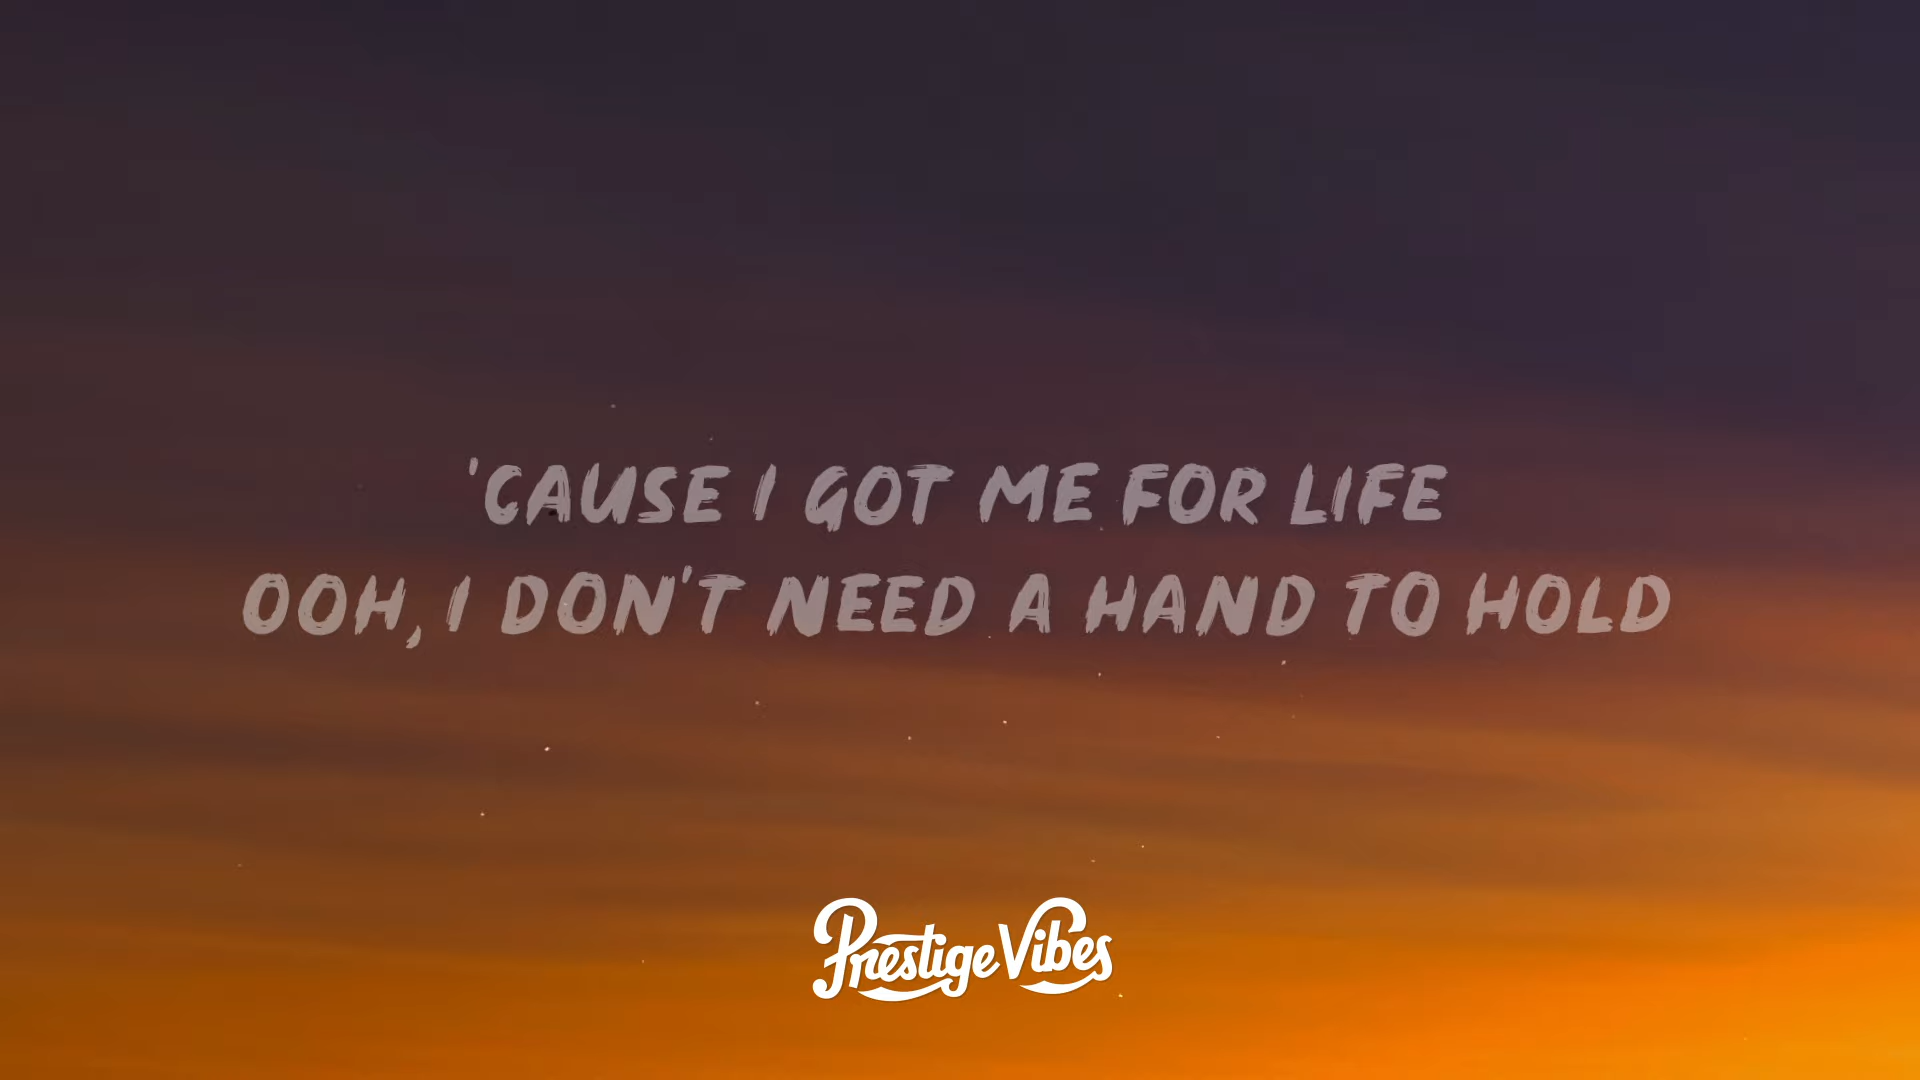 'CAUSE I GOT ME FOR LIFE
OOH, I DON'T NEED A HAND TO HOLD
Prestige Vibes